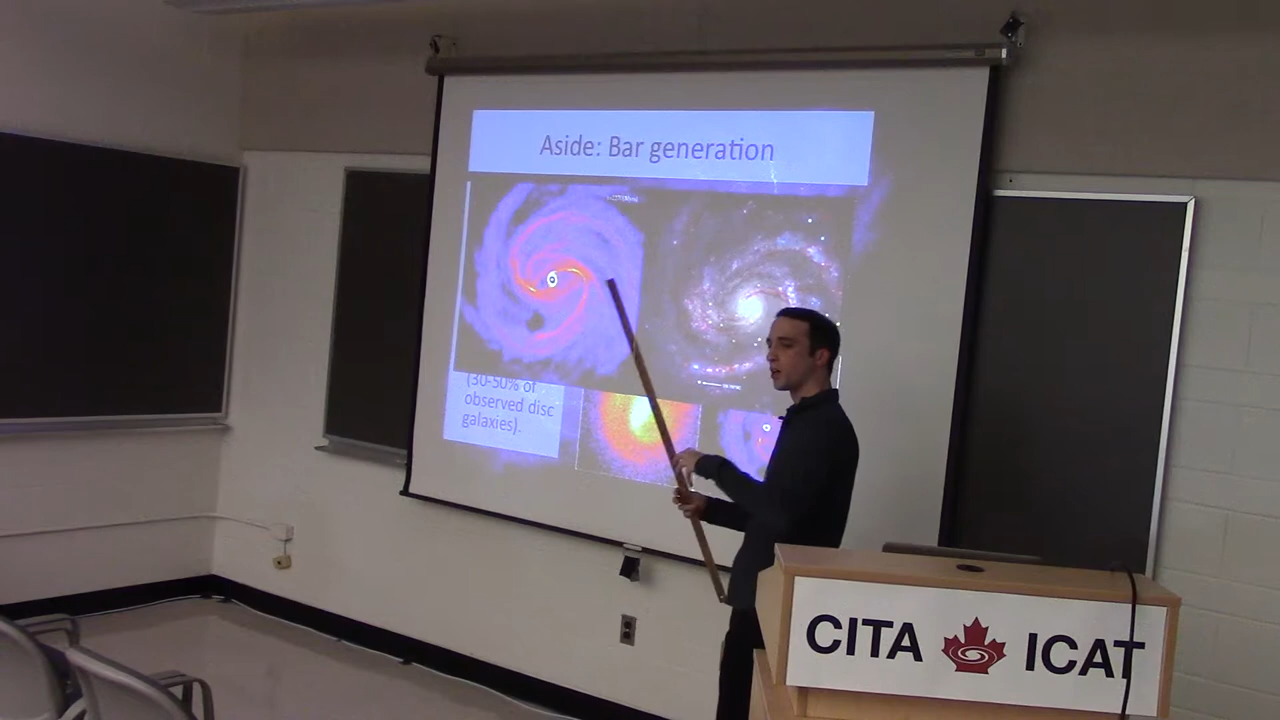 Aside: Bar generation
(30-50% of
observed disc
galaxies).
CITA ICAT